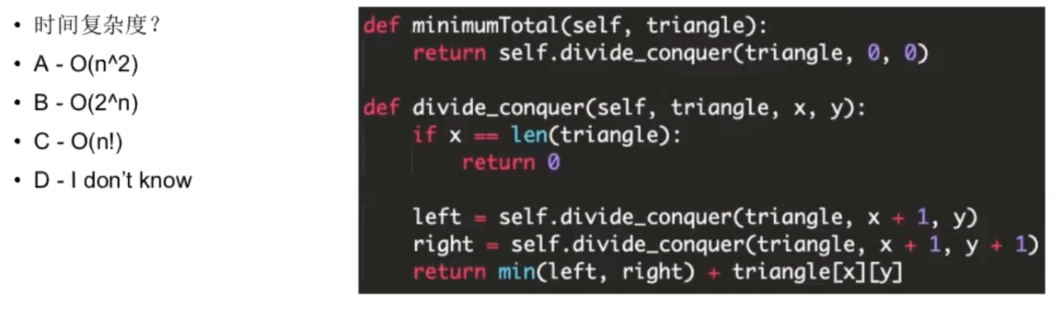 • 时间复杂度？
• A - O(n^2)
• B - O(2^n)
• C - O(n!)
• D - I don't know
def minimumTotal(self, triangle):
    return self.divide_conquer(triangle, 0, 0)
def divide_conquer(self, triangle, x, y):
    if x == len(triangle):
        return 0
    left = self.divide_conquer(triangle, x + 1, y)
    right = self.divide_conquer(triangle, x + 1, y + 1)
    return min(left, right) + triangle[x][y]